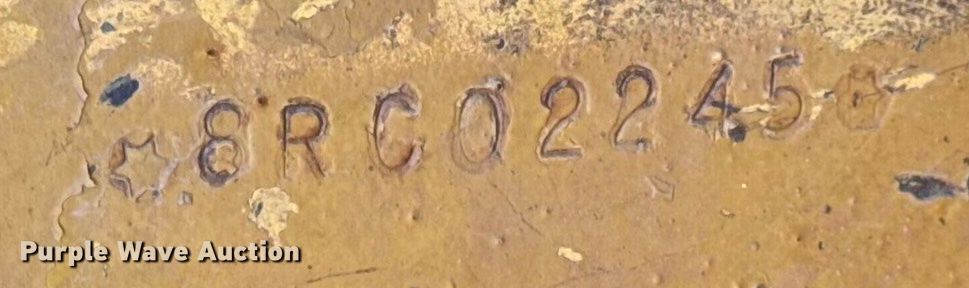 ☆8RC02245
Purple Wave Auction